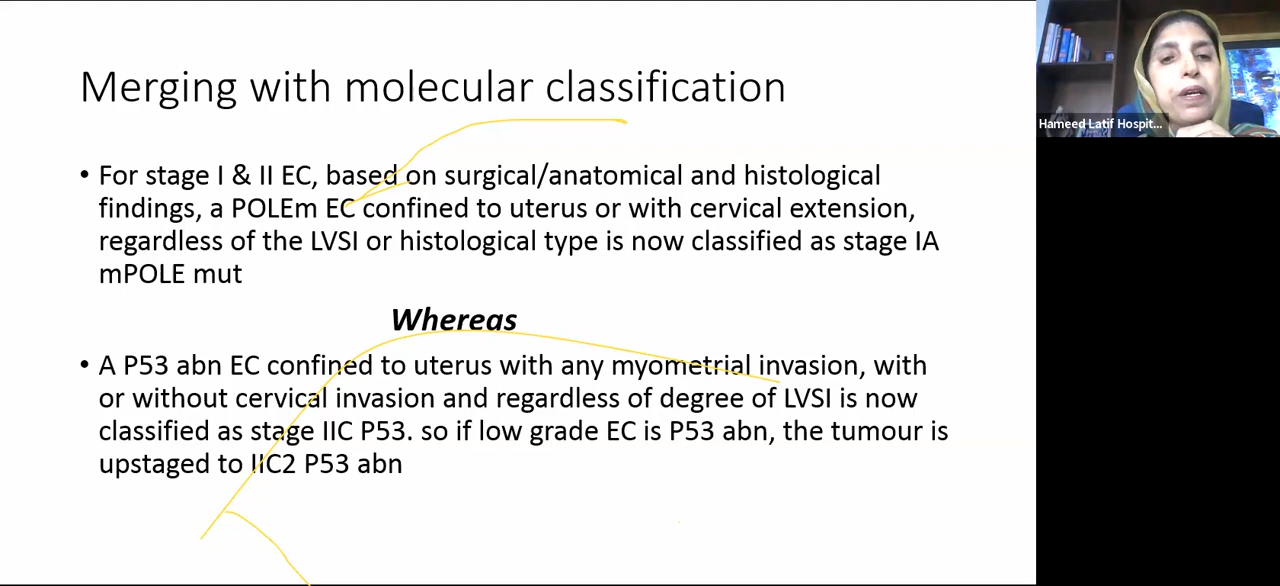 Merging with molecular classification
• For stage I & II EC, based on surgical/anatomical and histological
findings, a POLEm EC confined to uterus or with cervical extension,
regardless of the LVSI or histological type is now classified as stage IA
mPOLE mut
Whereas
• A P53 abn EC confined to uterus with any myometrial invasion, with
or without cervical invasion and regardless of degree of LVSI is now
classified as stage IIC P53. so if low grade EC is P53 abn, the tumour is
upstaged to IIC2 P53 abn
Hameed Latif Hospit...